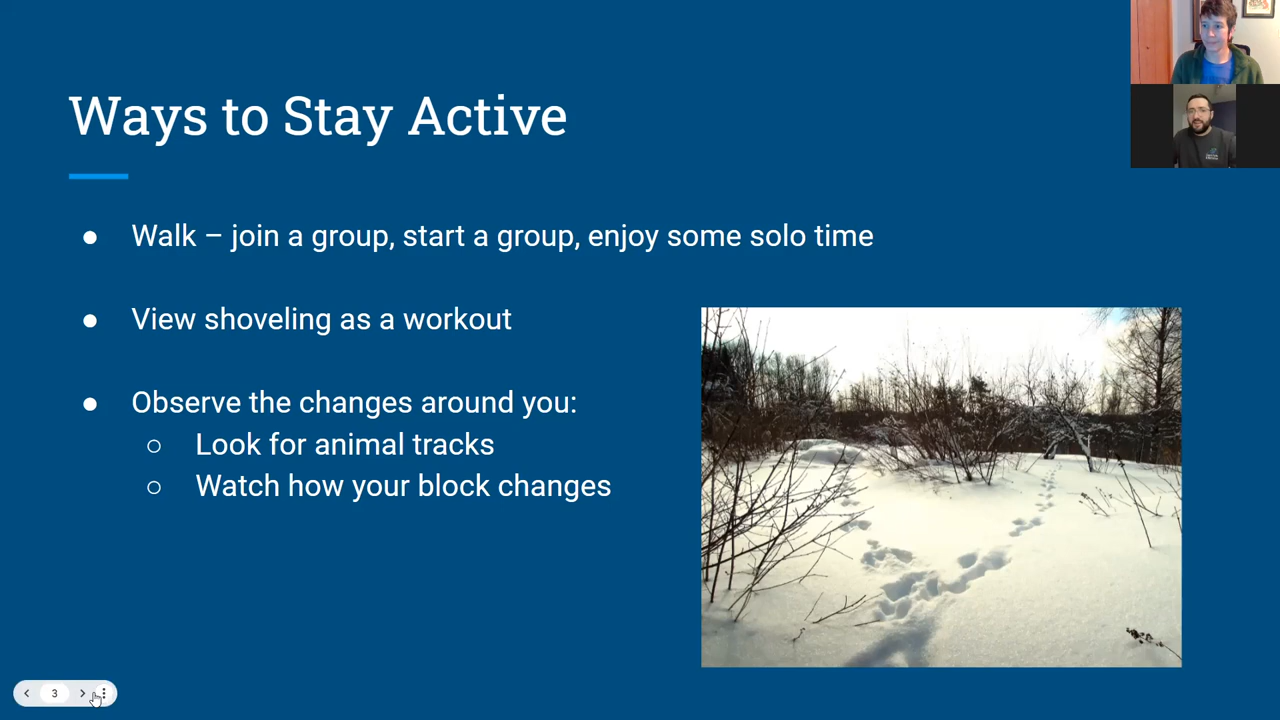 Ways to Stay Active
● Walk – join a group, start a group, enjoy some solo time
● View shoveling as a workout
● Observe the changes around you:
○ Look for animal tracks
○ Watch how your block changes
3